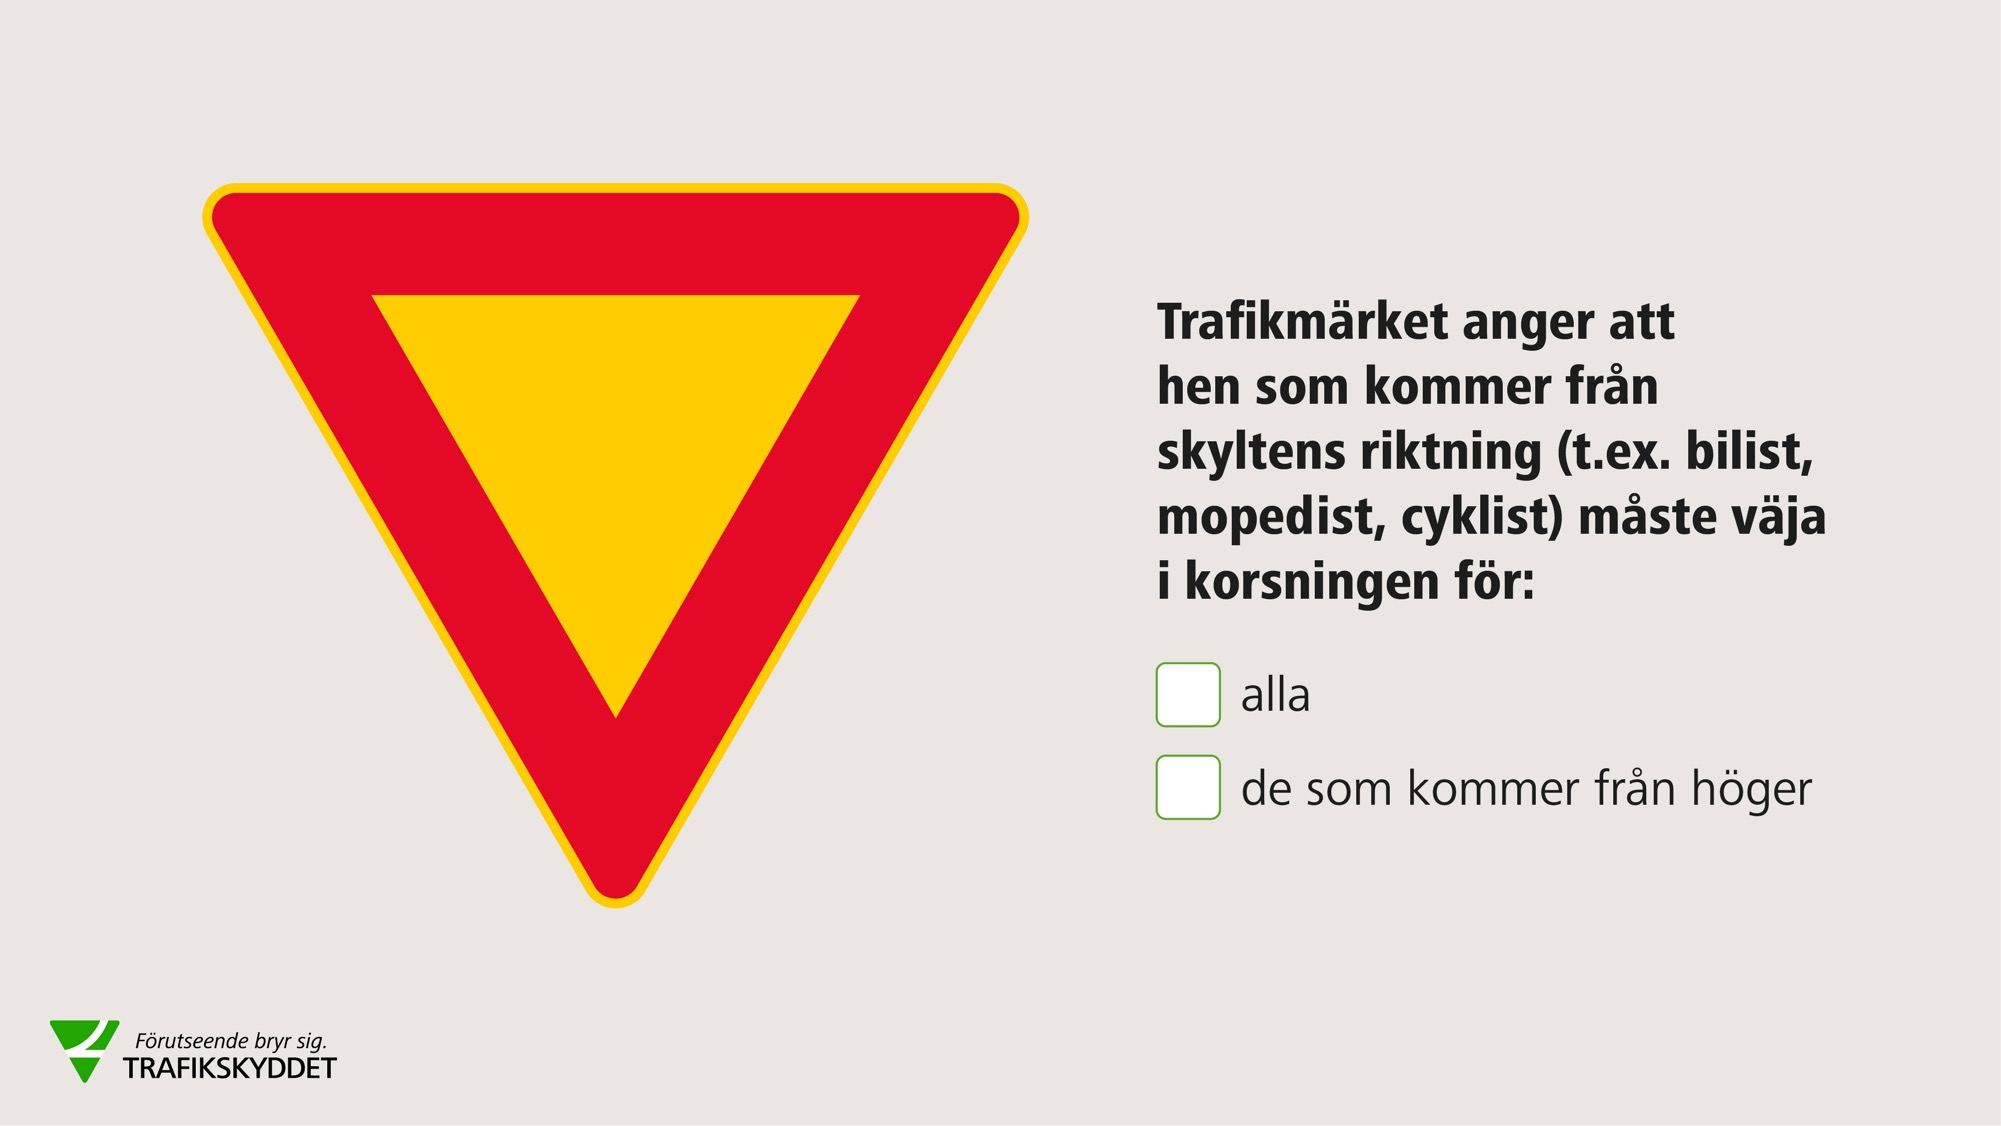 Trafikmärket anger att
hen som kommer från
skyltens riktning (t.ex. bilist,
mopedist, cyklist) måste väja
i korsningen för:
alla
de som kommer från höger
Förutseende bryr sig.
TRAFIKSKYDDET